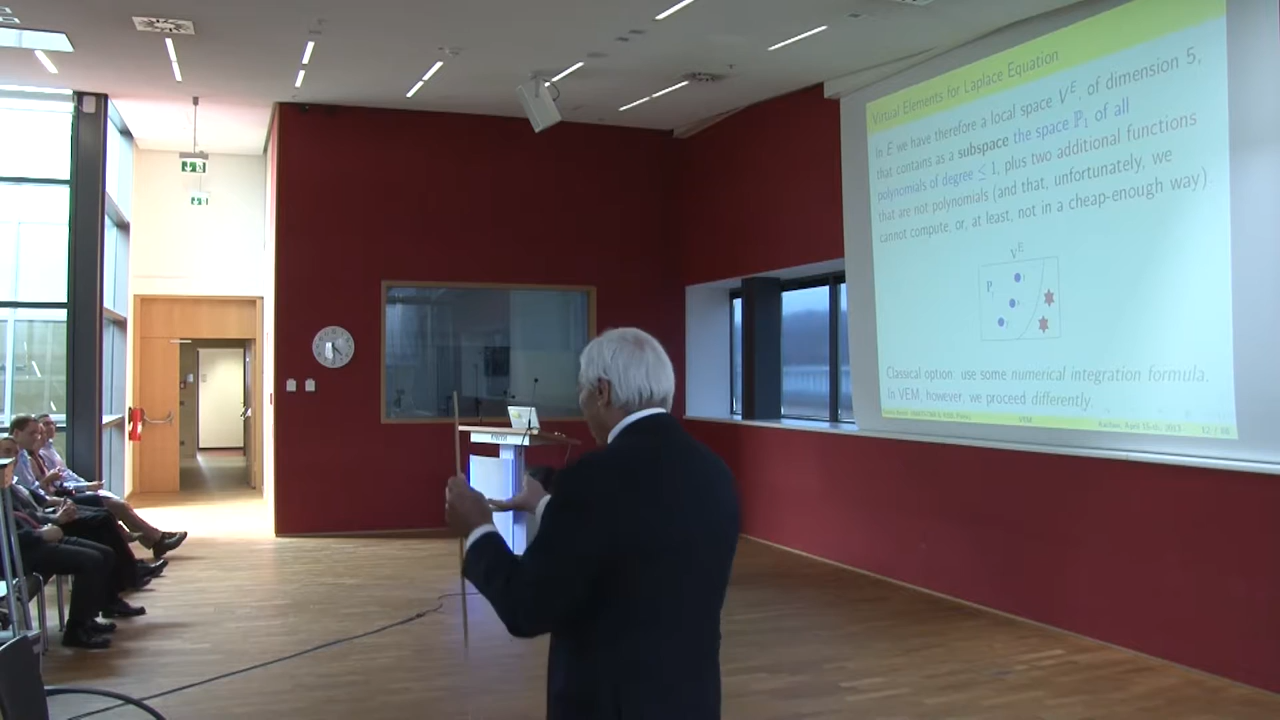 Virtual Elements for Laplace Equation
In E we have therefore a local space Vᴱ, of dimension 5,
that contains as a subspace the space ℙ₁ of all
polynomials of degree ≤ 1, plus two additional functions
that are not polynomials (and that, unfortunately, we
cannot compute, or, at least, not in a cheap-enough way)
Vᴱ
P₁
Classical option: use some numerical integration formula,
In VEM, however, we proceed differently.
VEM
Aachen, April 15-th, 2013